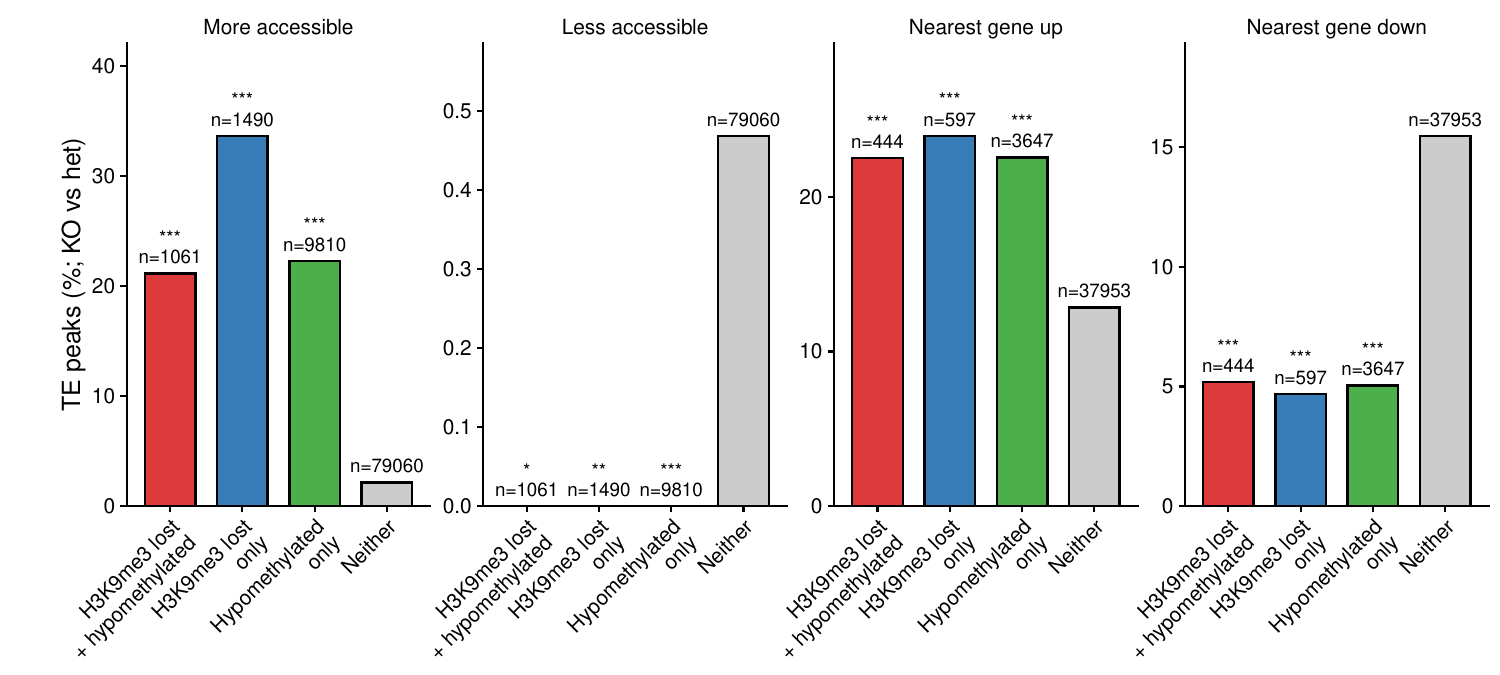 More accessible
Less accessible
Nearest gene up
Nearest gene down
TE peaks (%; KO vs het)
40
30
20
10
0
***
n=1061
***
n=1490
***
n=9810
n=79060
H3K9me3 lost
+ hypomethylated
H3K9me3 lost
only
Hypomethylated
only
Neither
0.5
0.4
0.3
0.2
0.1
0.0
*
n=1061
**
n=1490
***
n=9810
n=79060
H3K9me3 lost
+ hypomethylated
H3K9me3 lost
only
Hypomethylated
only
Neither
20
10
0
***
n=444
***
n=597
***
n=3647
n=37953
H3K9me3 lost
+ hypomethylated
H3K9me3 lost
only
Hypomethylated
only
Neither
15
10
5
0
***
n=444
***
n=597
***
n=3647
n=37953
H3K9me3 lost
+ hypomethylated
H3K9me3 lost
only
Hypomethylated
only
Neither